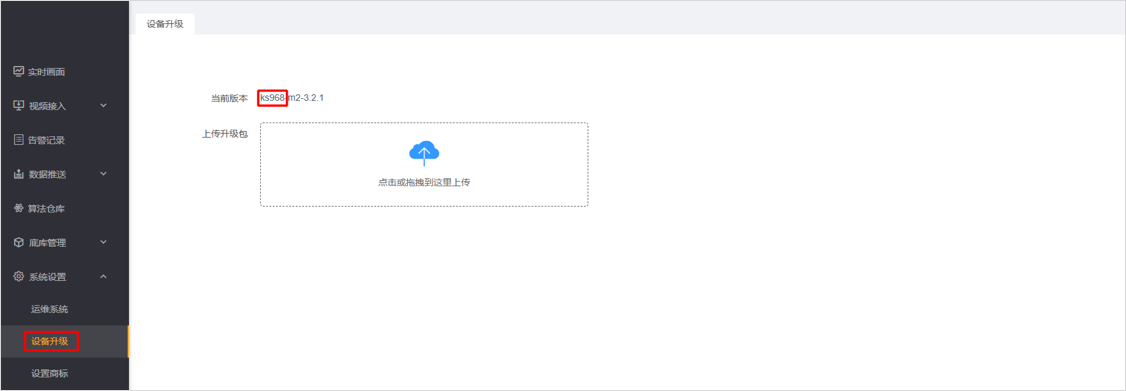 设备升级
实时画面
视频接入
告警记录
数据推送
算法仓库
底库管理
系统设置
运维系统
设备升级
设置商标
当前版本 ks968-m2-3.2.1
上传升级包
点击或拖拽到这里上传